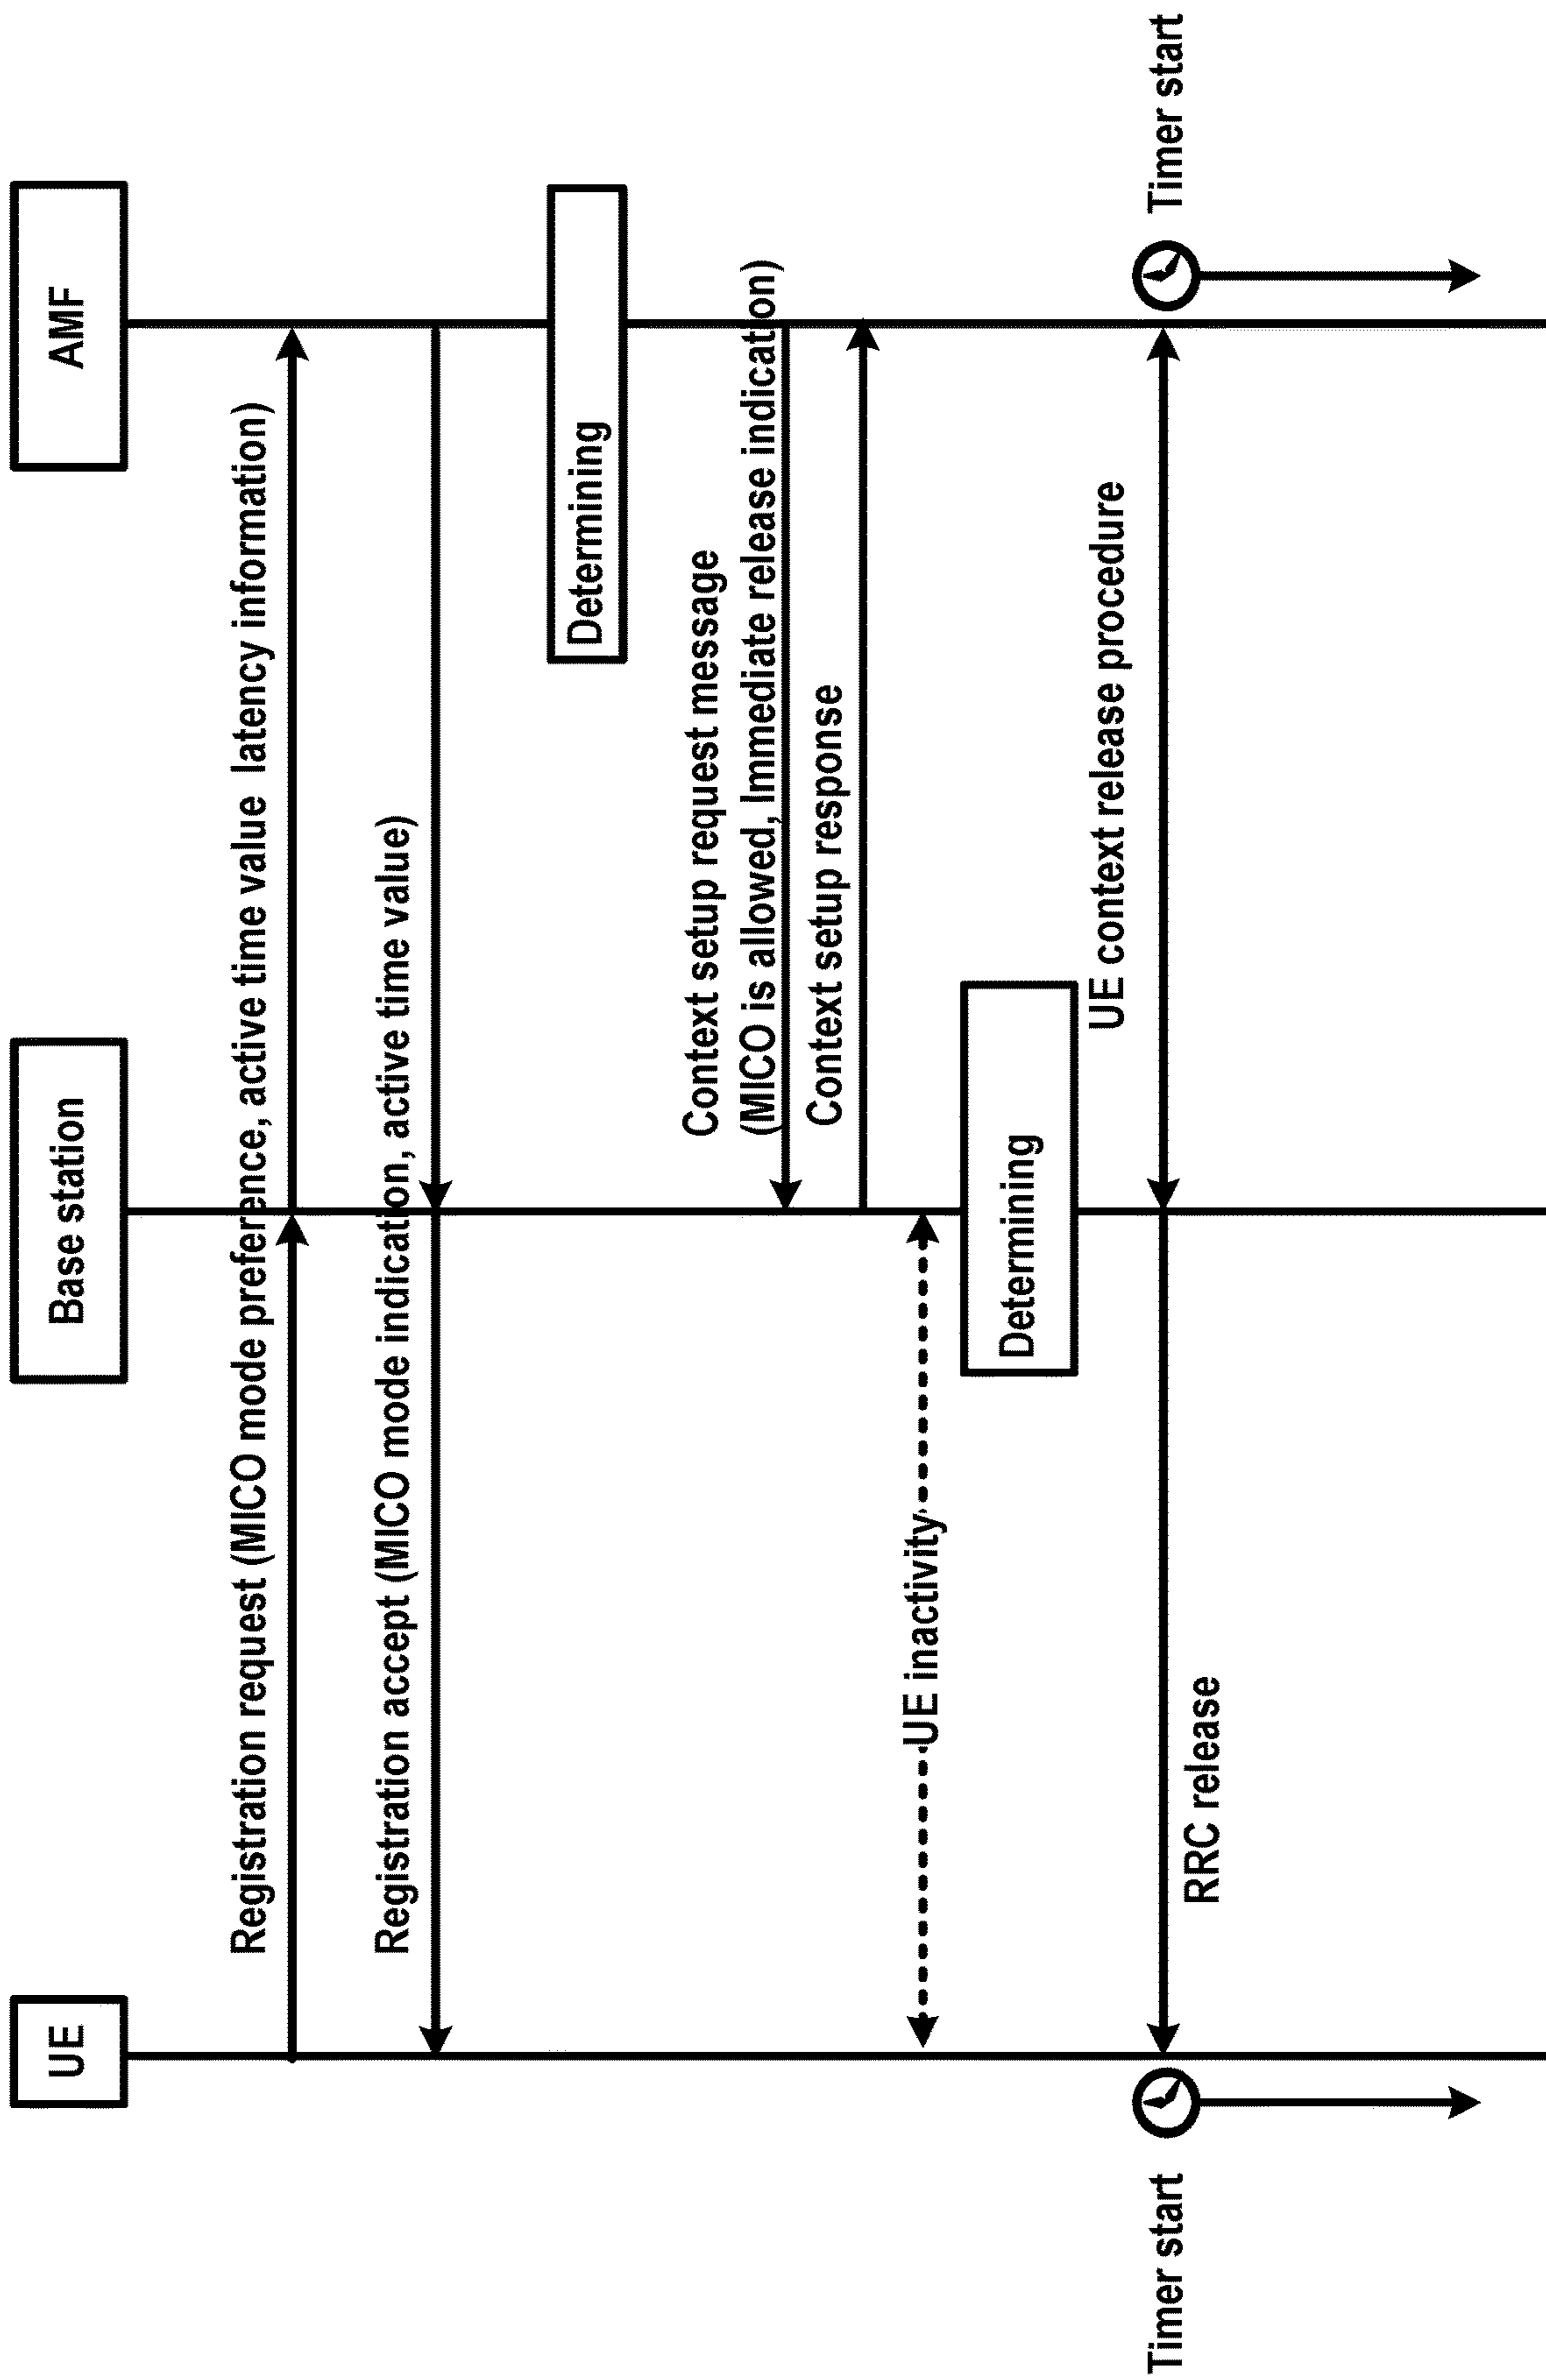 UE
Base station
AMF
Registration request (MICO mode preference, active time value latency information)
Registration accept (MICO mode indication, active time value)
Determining
Context setup request message
(MICO is allowed, Immediate release indication)
Context setup response
UE inactivity
Determining
UE context release procedure
Timer start
Timer start
RRC release